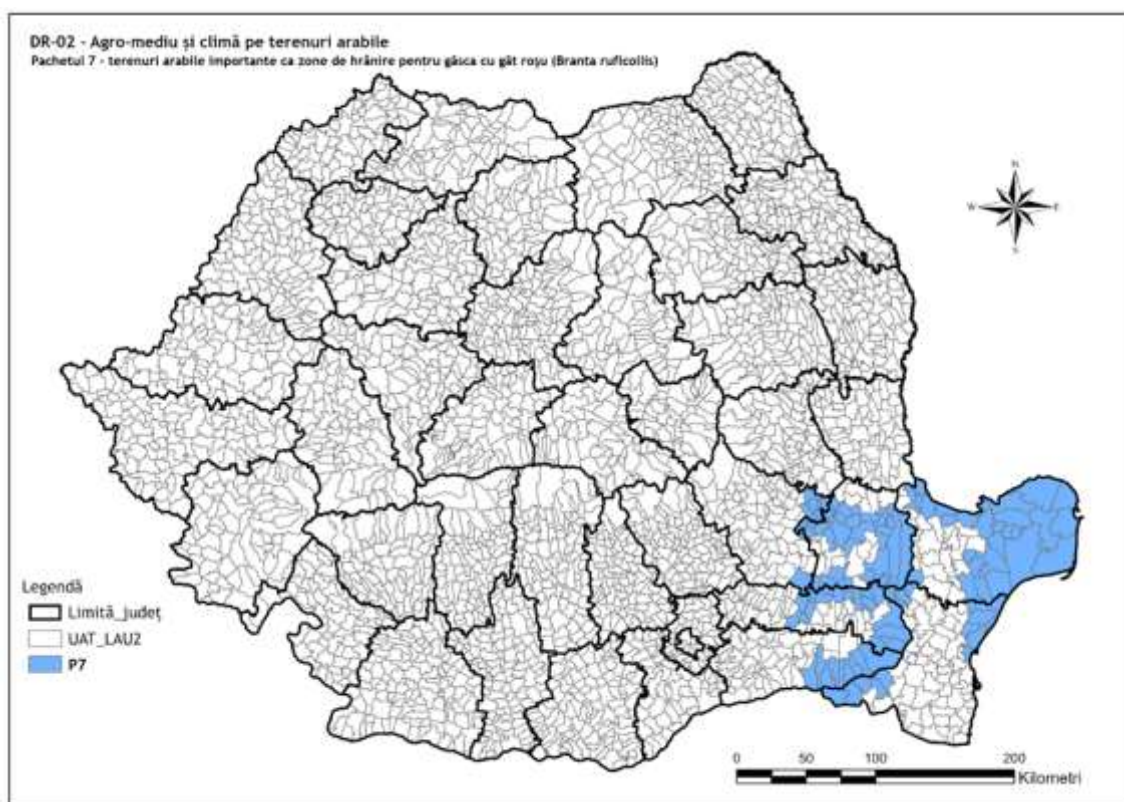 DR-02 - Agro-mediu și climă pe terenuri arabile
Pachetul 7 - terenuri arabile importante ca zone de hrănire pentru gâsca cu gât roșu (Branta ruficollis)
N
W E
S
Legendă
Limită_județ
UAT_LAU2
P7
0 50 100 200
Kilometri